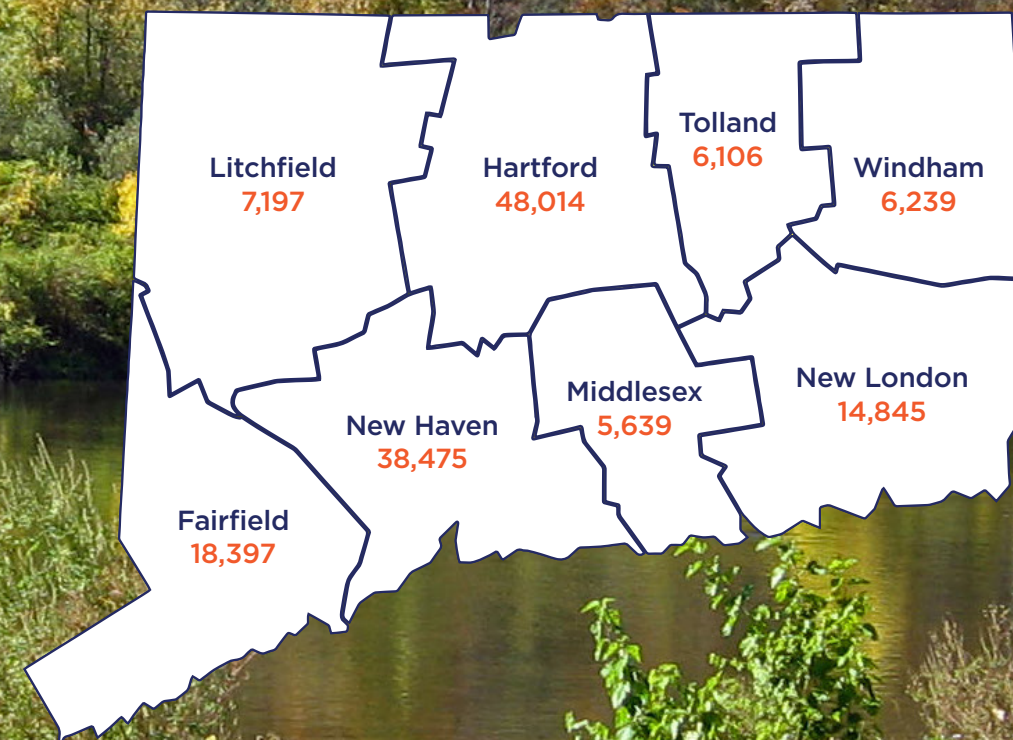 Litchfield
7,197
Hartford
48,014
Tolland
6,106
Windham
6,239
New Haven
38,475
Middlesex
5,639
New London
14,845
Fairfield
18,397